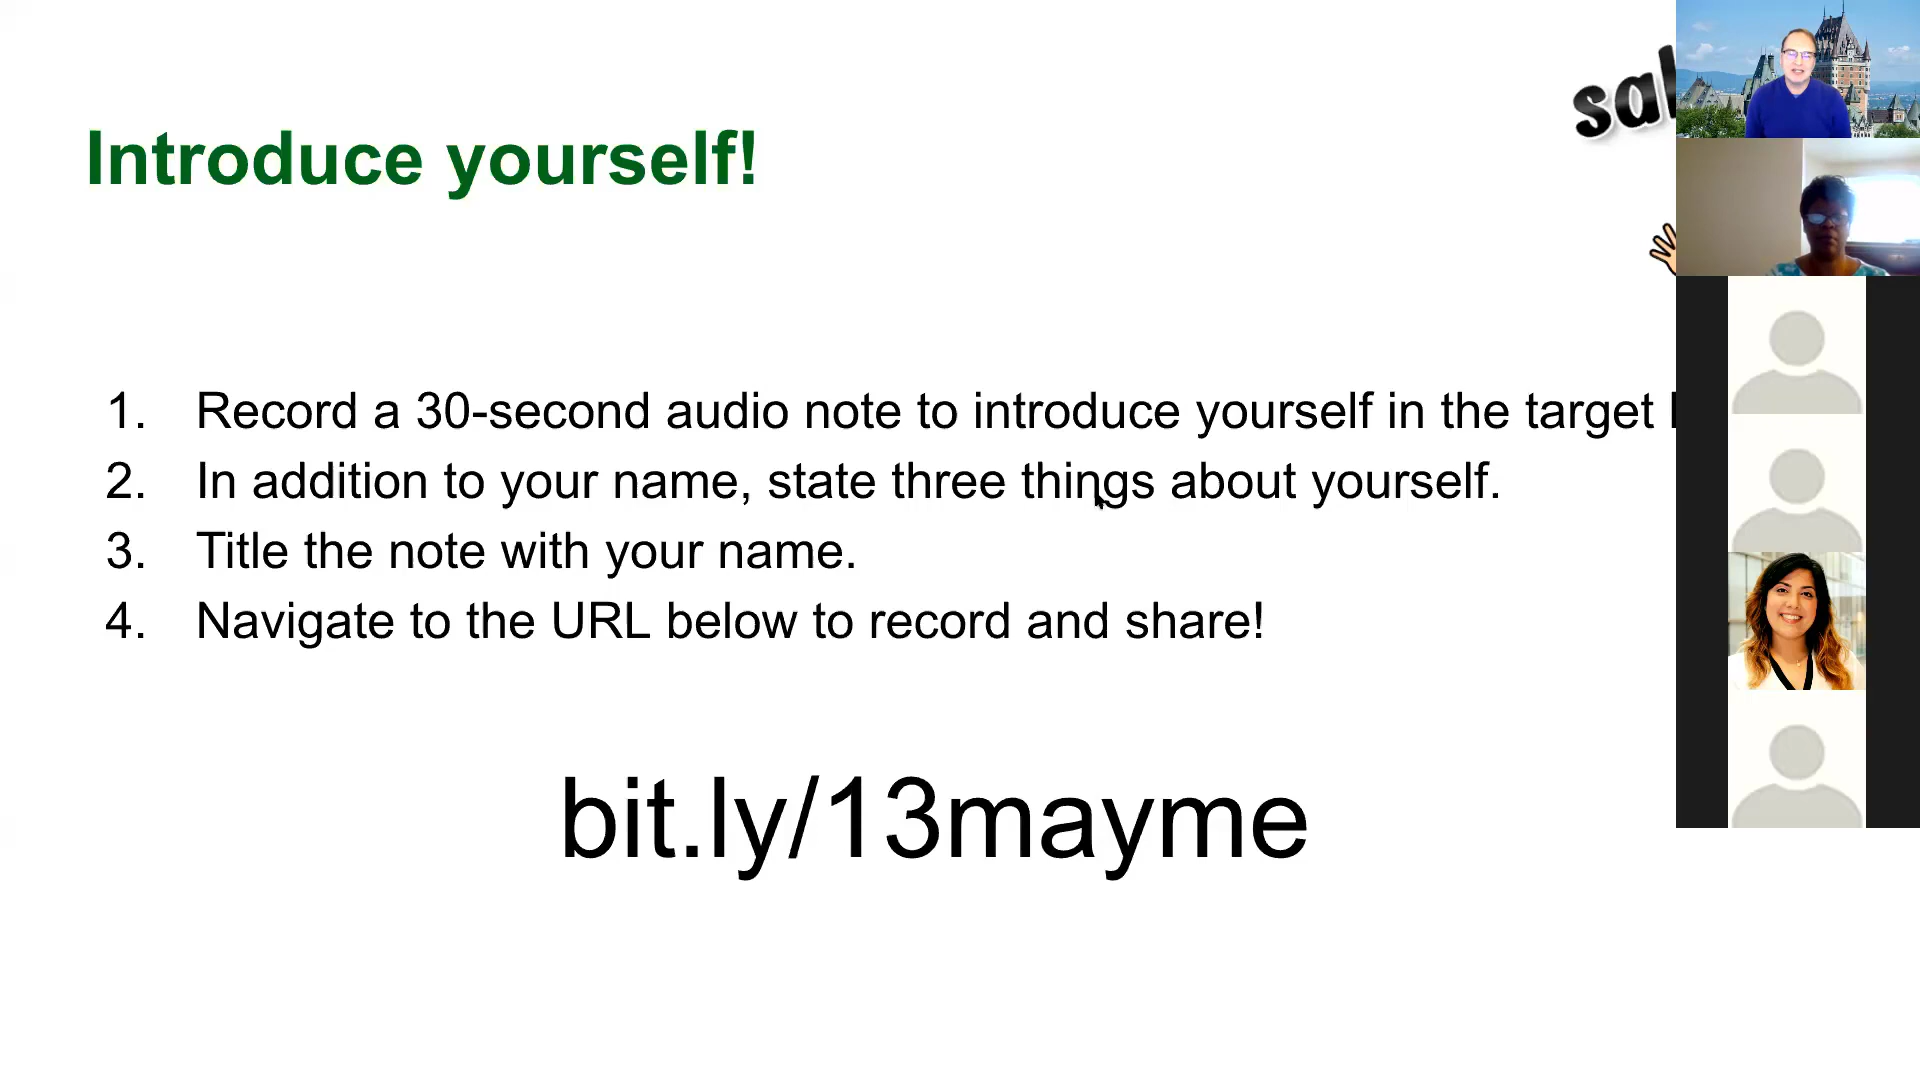 Introduce yourself!
1. Record a 30-second audio note to introduce yourself in the target
2. In addition to your name, state three things about yourself.
3. Title the note with your name.
4. Navigate to the URL below to record and share!
bit.ly/13mayme